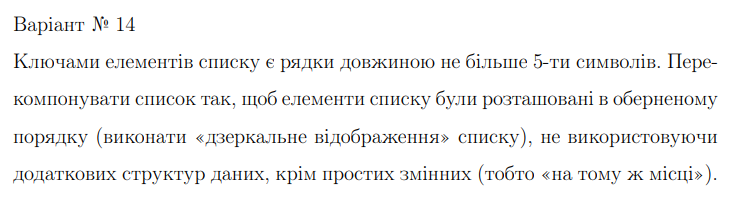 Варіант № 14
Ключами елементів списку є рядки довжиною не більше 5-ти символів. Пере-
компонувати список так, щоб елементи списку були розташовані в оберненому
порядку (виконати «дзеркальне відображення» списку), не використовуючи
додаткових структур даних, крім простих змінних (тобто «на тому ж місці»).